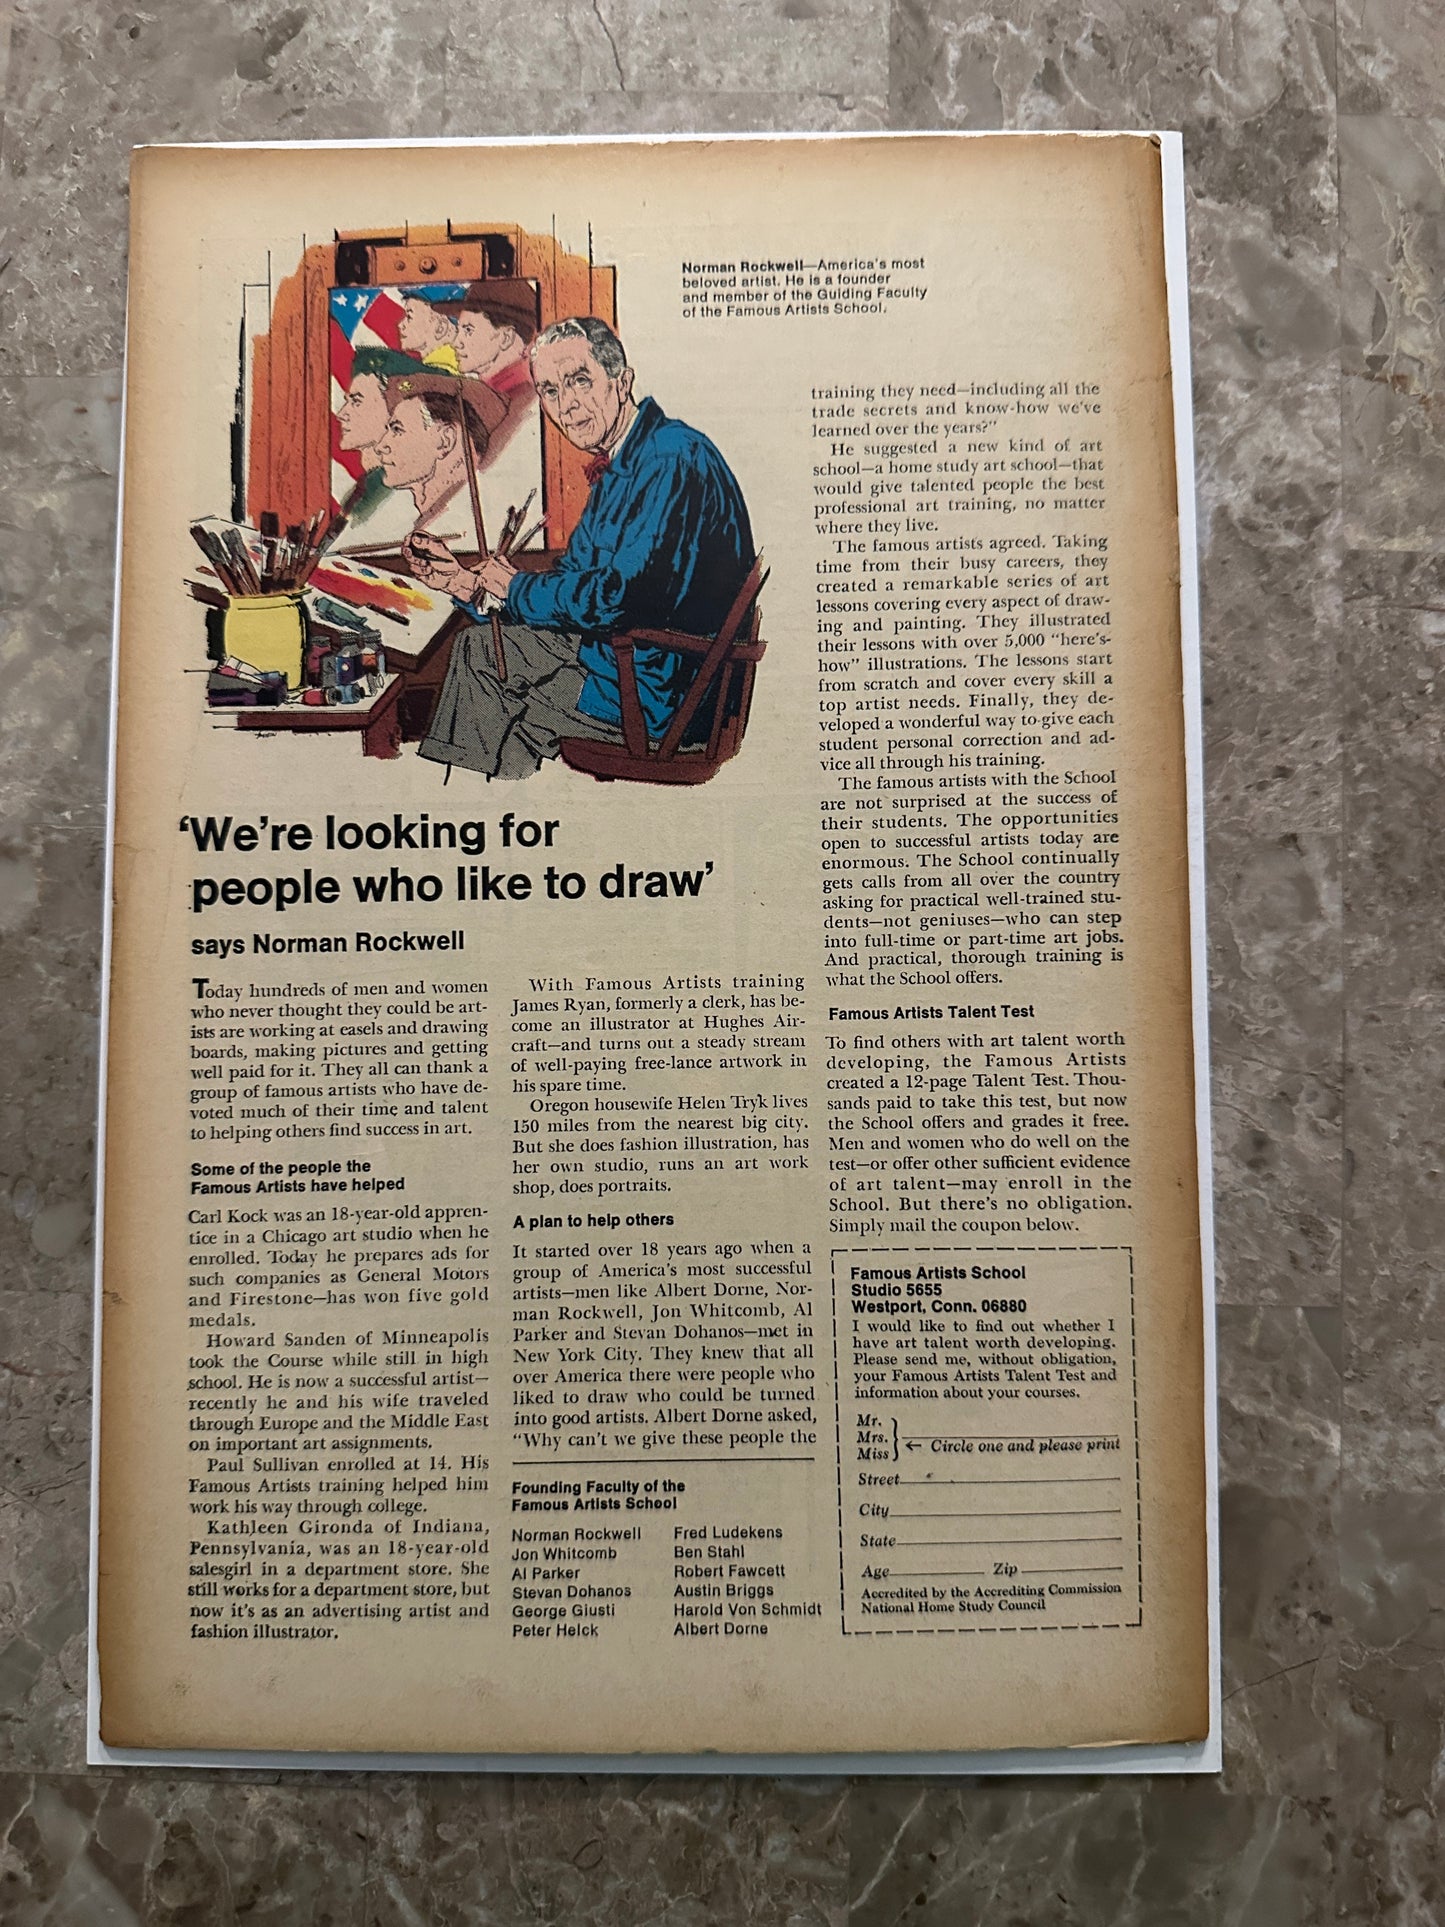 Norman Rockwell—America's most
beloved artist. He is a founder
and member of the Guiding Faculty
of the Famous Artists School.
'We're looking for
people who like to draw'
says Norman Rockwell
Today hundreds of men and women
who never thought they could be art-
ists are working at easels and drawing
boards, making pictures and getting
well paid for it. They all can thank a
group of famous artists who have de-
voted much of their time and talent
to helping others find success in art.
Some of the people the
Famous Artists have helped
Carl Kock was an 18-year-old appren-
tice in a Chicago art studio when he
enrolled. Today he prepares ads for
such companies as General Motors
and Firestone—has won five gold
medals.
Howard Sanden of Minneapolis
took the Course while still in high
school. He is now a successful artist—
recently he and his wife traveled
through Europe and the Middle East
on important art assignments.
Paul Sullivan enrolled at 14. His
Famous Artists training helped him
work his way through college.
Kathleen Gironda of Indiana,
Pennsylvania, was an 18-year-old
salesgirl in a department store. She
still works for a department store, but
now it's as an advertising artist and
fashion illustrator.
With Famous Artists training
James Ryan, formerly a clerk, has be-
come an illustrator at Hughes Air-
craft—and turns out a steady stream
of well-paying free-lance artwork in
his spare time.
Oregon housewife Helen Tryk lives
150 miles from the nearest big city.
But she does fashion illustration, has
her own studio, runs an art work
shop, does portraits.
A plan to help others
It started over 18 years ago when a
group of America's most successful
artists—men like Albert Dorne, Nor-
man Rockwell, Jon Whitcomb, Al
Parker and Stevan Dohanos—met in
New York City. They knew that all
over America there were people who
liked to draw who could be turned
into good artists. Albert Dorne asked,
"Why can't we give these people the
training they need—including all the
trade secrets and know-how we've
learned over the years?"
He suggested a new kind of art
school—a home study art school—that
would give talented people the best
professional art training, no matter
where they live.
The famous artists agreed. Taking
time from their busy careers, they
created a remarkable series of art
lessons covering every aspect of draw-
ing and painting. They illustrated
their lessons with over 5,000 "here's-
how" illustrations. The lessons start
from scratch and cover every skill a
top artist needs. Finally, they de-
veloped a wonderful way to give each
student personal correction and ad-
vice all through his training.
The famous artists with the School
are not surprised at the success of
their students. The opportunities
open to successful artists today are
enormous. The School continually
gets calls from all over the country
asking for practical well-trained stu-
dents—not geniuses—who can step
into full-time or part-time art jobs.
And practical, thorough training is
what the School offers.
Famous Artists Talent Test
To find others with art talent worth
developing, the Famous Artists
created a 12-page Talent Test. Thou-
sands paid to take this test, but now
the School offers and grades it free.
Men and women who do well on the
test—or offer other sufficient evidence
of art talent—may enroll in the
School. But there's no obligation.
Simply mail the coupon below.
Founding Faculty of the
Famous Artists School
Norman Rockwell
Jon Whitcomb
Al Parker
Stevan Dohanos
George Giusti
Peter Helck
Fred Ludekens
Ben Stahl
Robert Fawcett
Austin Briggs
Harold Von Schmidt
Albert Dorne
Famous Artists School
Studio 5655
Westport, Conn. 06880
I would like to find out whether I
have art talent worth developing.
Please send me, without obligation,
your Famous Artists Talent Test and
information about your courses.
Mr.
Mrs.
Miss
← Circle one and please print
Street
City
State
Age Zip
Accredited by the Accrediting Commission
National Home Study Council